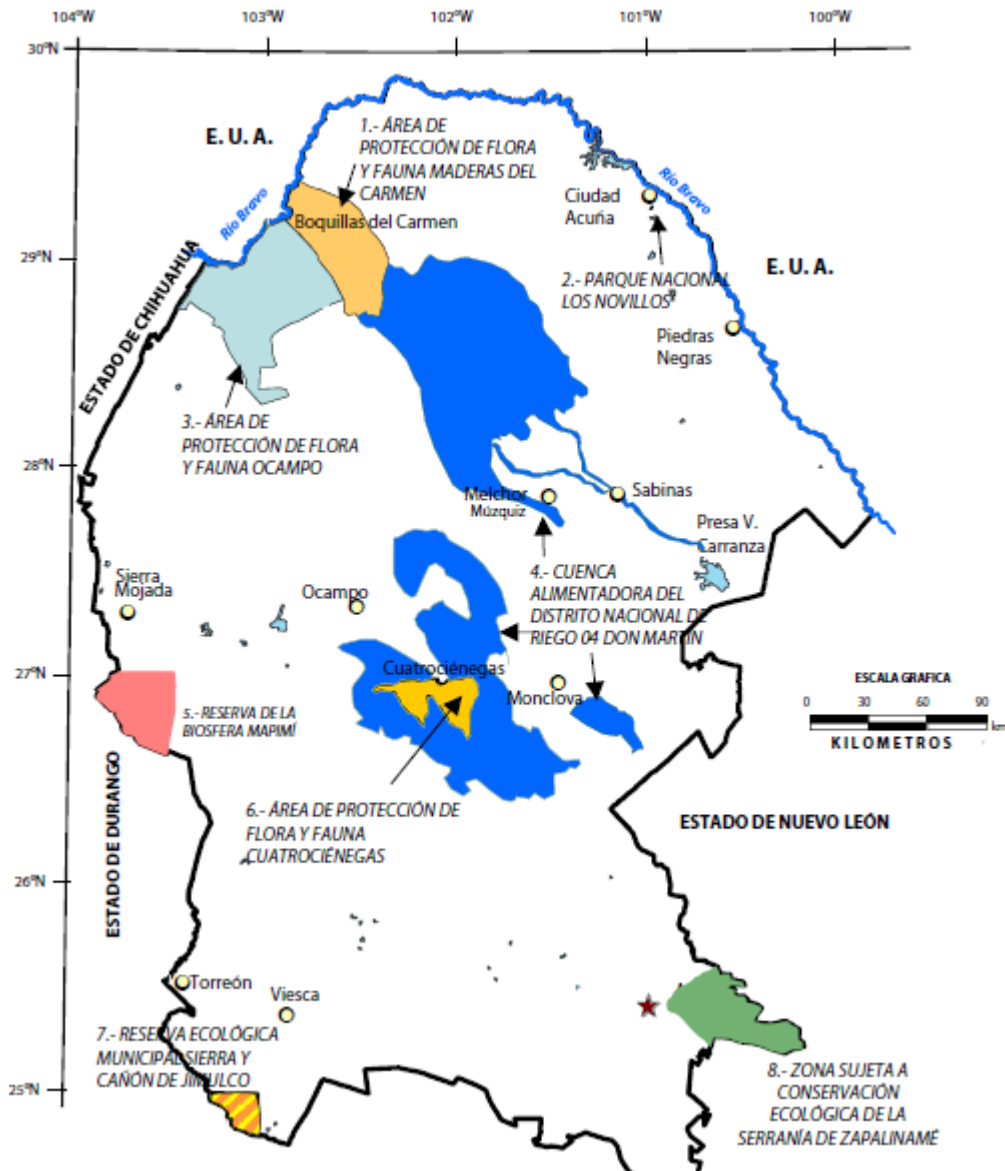 104ºW
103ºW
102ºW
101ºW
100ºW
30ºN
29ºN
28ºN
27ºN
26ºN
25ºN
E. U. A.
1.- ÁREA DE
PROTECCIÓN DE FLORA
Y FAUNA MADERAS DEL
CARMEN
Río Bravo
Boquillas del Carmen
Ciudad
Acuña
Río Bravo
E. U. A.
2.- PARQUE NACIONAL
LOS NOVILLOS
ESTADO DE CHIHUAHUA
Piedras
Negras
3.- ÁREA DE
PROTECCIÓN DE FLORA
Y FAUNA OCAMPO
Melchor
Múzquiz
Sabinas
Presa V.
Carranza
Sierra
Mojada
Ocampo
4.- CUENCA
ALIMENTADORA DEL
DISTRITO NACIONAL DE
RIEGO 04 DON MARTIN
Cuatrociénegas
Monclova
ESCALA GRAFICA
0 30 60 90
km
KILOMETROS
5.- RESERVA DE LA
BIOSFERA MAPIMÍ
ESTADO DE DURANGO
6.- ÁREA DE PROTECCIÓN DE
FLORA Y FAUNA
CUATROCIÉNEGAS
ESTADO DE NUEVO LEÓN
Torreón
Viesca
7.- RESERVA ECOLÓGICA
MUNICIPAL SIERRA Y
CAÑÓN DE JIMULCO
8.- ZONA SUJETA A
CONSERVACIÓN
ECOLÓGICA DE LA
SERRANÍA DE ZAPALINAMÉ